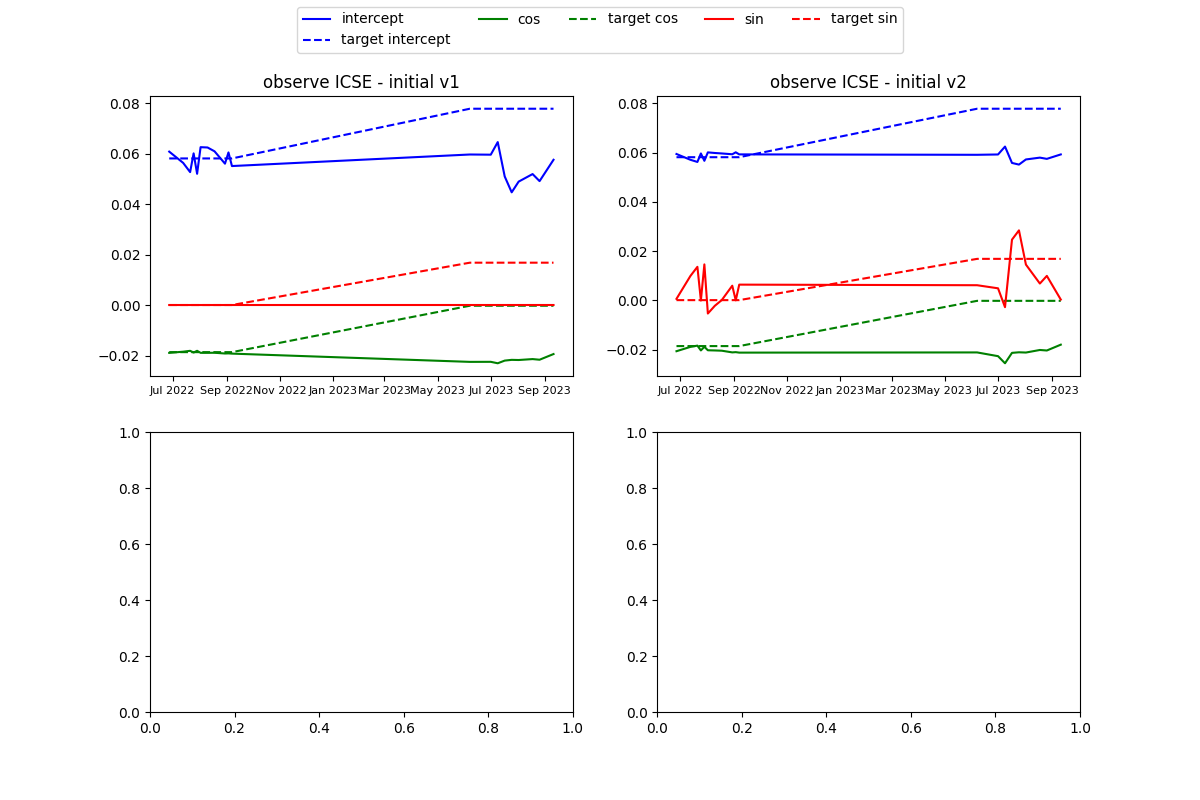 intercept cos target cos sin target sin
target intercept
observe ICSE - initial v1 observe ICSE - initial v2
0.08 0.08
0.06 0.06
0.04 0.04
0.02 0.02
0.00 0.00
−0.02 −0.02
Jul 2022 Sep 2022 Nov 2022 Jan 2023 Mar 2023 May 2023 Jul 2023 Sep 2023 Jul 2022 Sep 2022 Nov 2022 Jan 2023 Mar 2023 May 2023 Jul 2023 Sep 2023
1.0 1.0
0.8 0.8
0.6 0.6
0.4 0.4
0.2 0.2
0.0 0.0
0.0 0.2 0.4 0.6 0.8 1.0 0.0 0.2 0.4 0.6 0.8 1.0